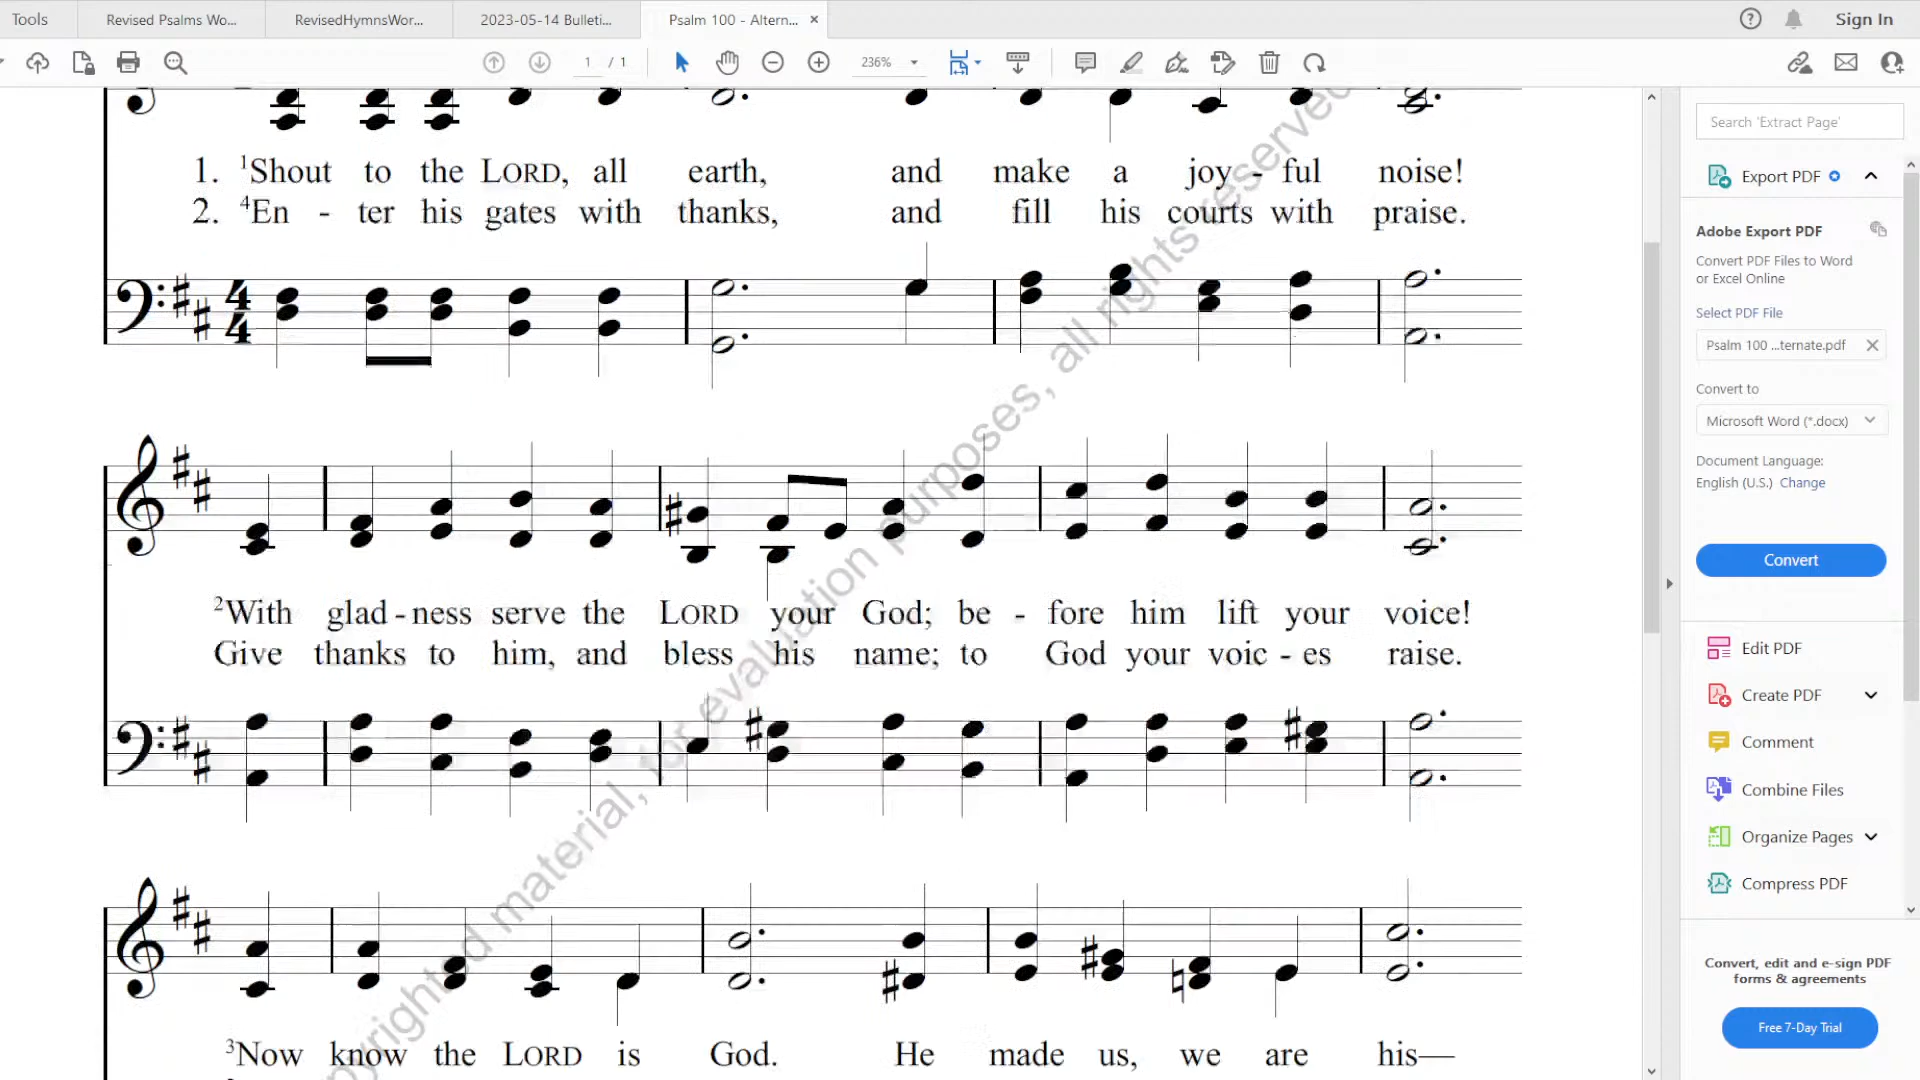 Tools
Revised Psalms Wo...
RevisedHymnsWor...
2023-05-14 Bulleti...
Psalm 100 - Altern...
Sign In
1 / 1
236%
1. ¹Shout to the LORD, all earth, and make a joy - ful noise!
2. ⁴En - ter his gates with thanks, and fill his courts with praise.
4
4
²With glad - ness serve the LORD your God; be - fore him lift your voice!
Give thanks to him, and bless his name; to God your voic - es raise.
³Now know the LORD is God. He made us, we are his—
copyrighted material, for evaluation purposes, all rights reserved
Search 'Extract Page'
Export PDF
Adobe Export PDF
Convert PDF Files to Word
or Excel Online
Select PDF File
Psalm 100 ...ternate.pdf
Convert to
Microsoft Word (*.docx)
Document Language:
English (U.S.) Change
Convert
Edit PDF
Create PDF
Comment
Combine Files
Organize Pages
Compress PDF
Convert, edit and e-sign PDF
forms & agreements
Free 7-Day Trial